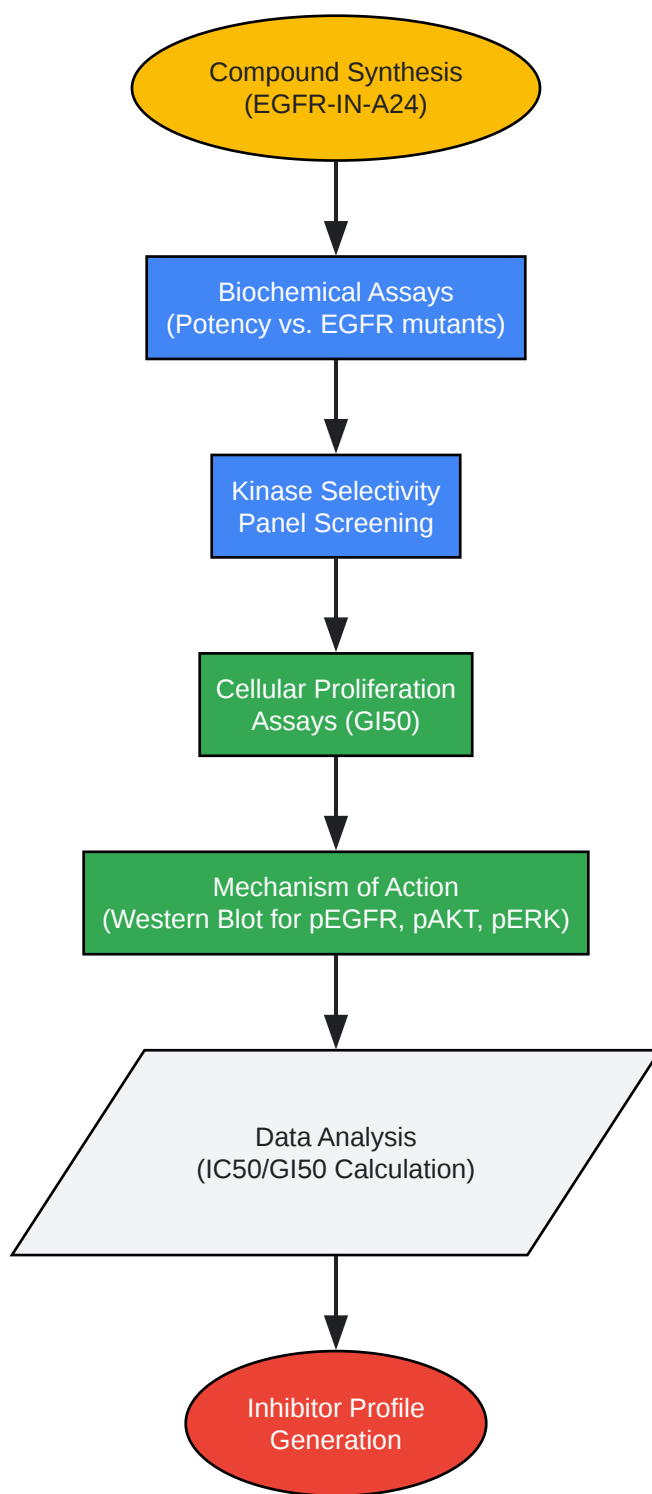 Compound Synthesis
(EGFR-IN-A24)
Biochemical Assays
(Potency vs. EGFR mutants)
Kinase Selectivity
Panel Screening
Cellular Proliferation
Assays (GI50)
Mechanism of Action
(Western Blot for pEGFR, pAKT, pERK)
Data Analysis
(IC50/GI50 Calculation)
Inhibitor Profile
Generation